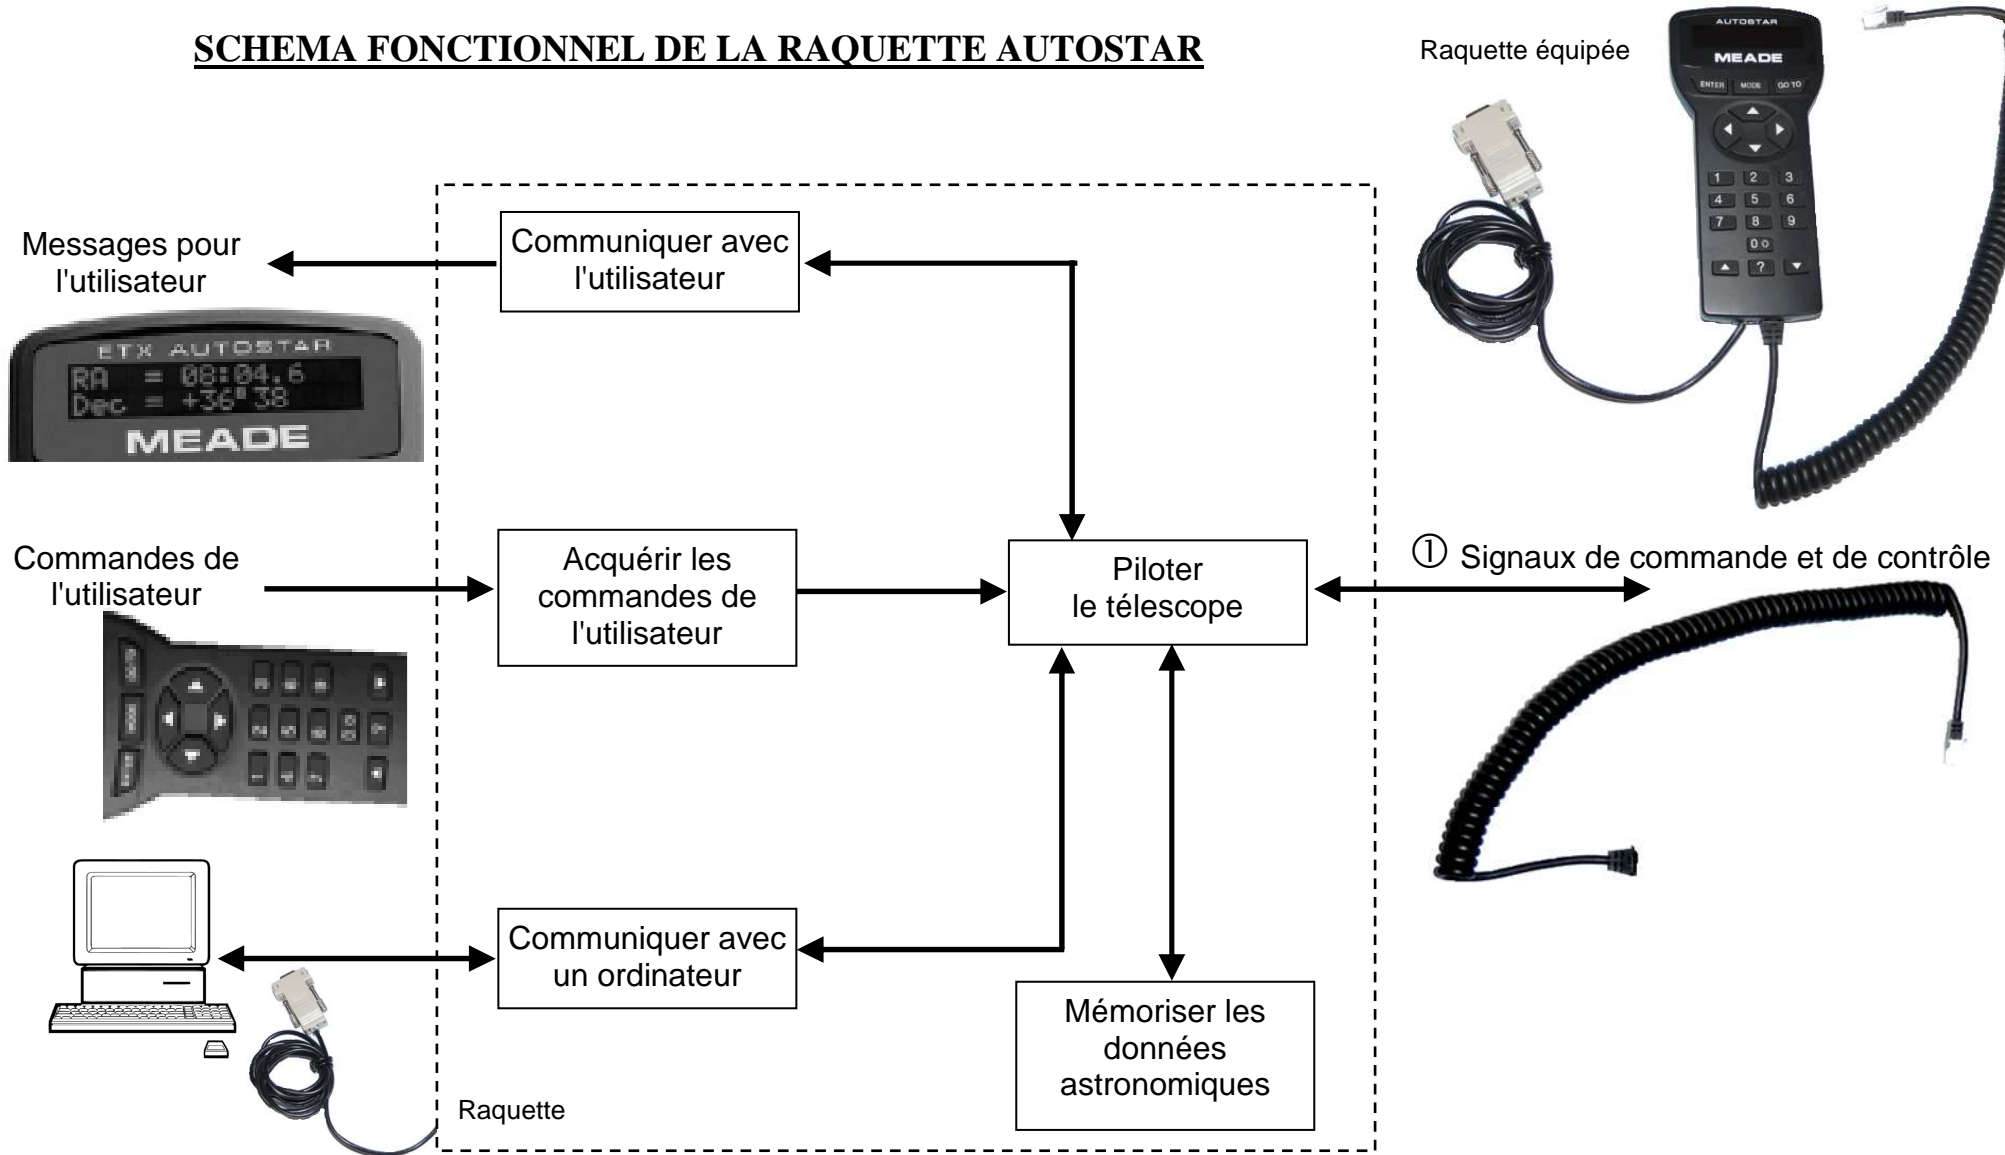 SCHEMA FONCTIONNEL DE LA RAQUETTE AUTOSTAR
Raquette équipée
AUTOSTAR
MEADE
ENTER MODE GO TO
1 2 3
4 5 6
7 8 9
0
?
Messages pour
l'utilisateur
Communiquer avec
l'utilisateur
ETX AUTOSTAR
RA = 08:04.6
Dec = +36°38
MEADE
Commandes de
l'utilisateur
Acquérir les
commandes de
l'utilisateur
Piloter
le télescope
① Signaux de commande et de contrôle
MODE
Communiquer avec
un ordinateur
Mémoriser les
données
astronomiques
Raquette